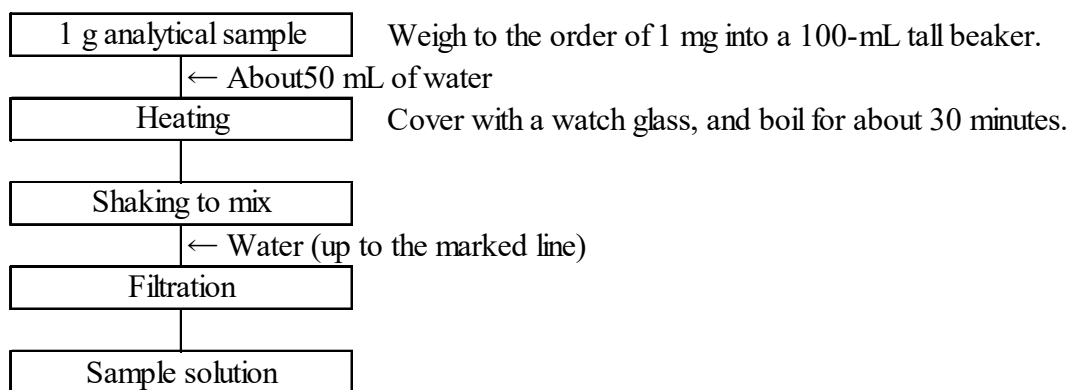 1 g analytical sample Weigh to the order of 1 mg into a 100-mL tall beaker.
← About50 mL of water
Heating Cover with a watch glass, and boil for about 30 minutes.
Shaking to mix
← Water (up to the marked line)
Filtration
Sample solution